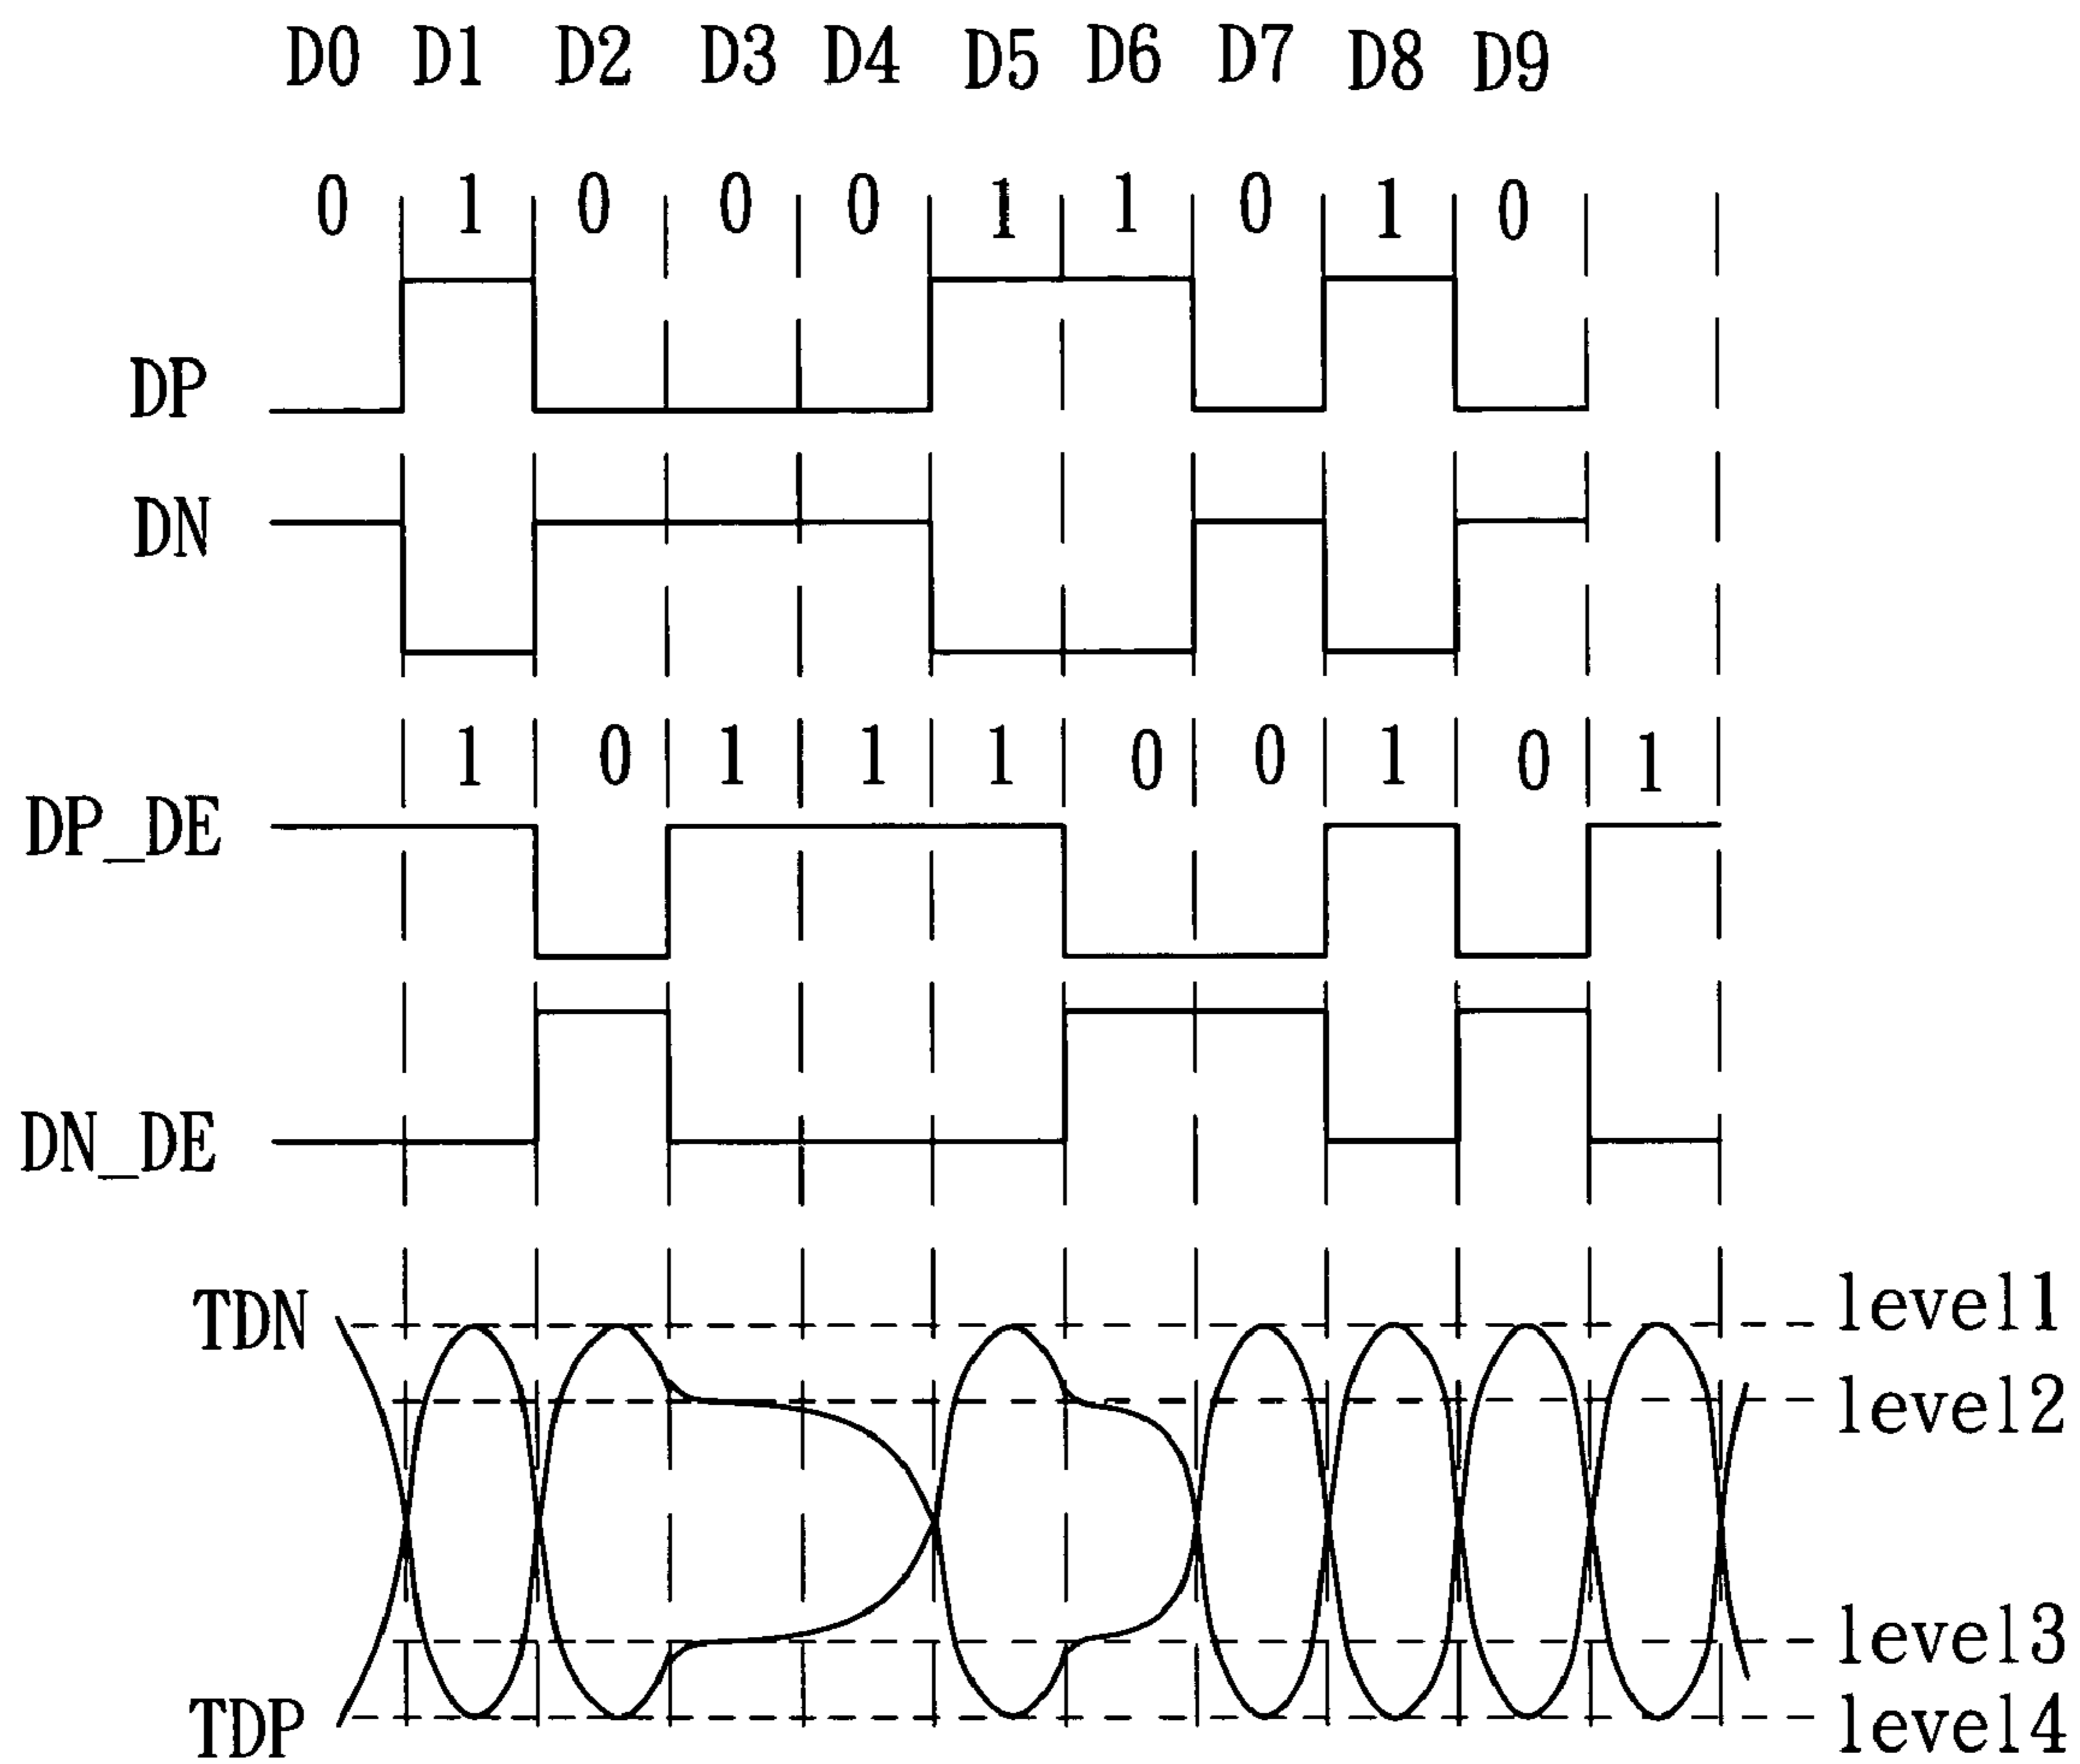 D0 D1 D2 D3 D4 D5 D6 D7 D8 D9
0 1 0 0 0 1 1 0 1 0
DP
DN
1 0 1 1 1 0 0 1 0 1
DP_DE
DN_DE
TDN
level1
level2
level3
TDP
level4